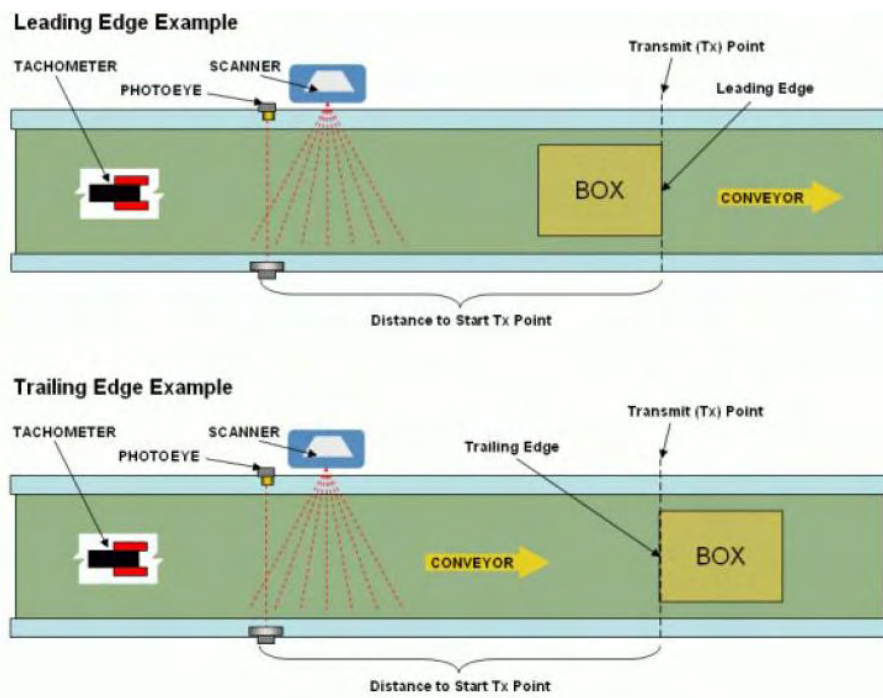 Leading Edge Example
Transmit (Tx) Point
TACHOMETER
SCANNER
PHOTOEYE
Leading Edge
BOX
CONVEYOR
Distance to Start Tx Point
Trailing Edge Example
Transmit (Tx) Point
TACHOMETER
SCANNER
Trailing Edge
PHOTOEYE
BOX
CONVEYOR
Distance to Start Tx Point